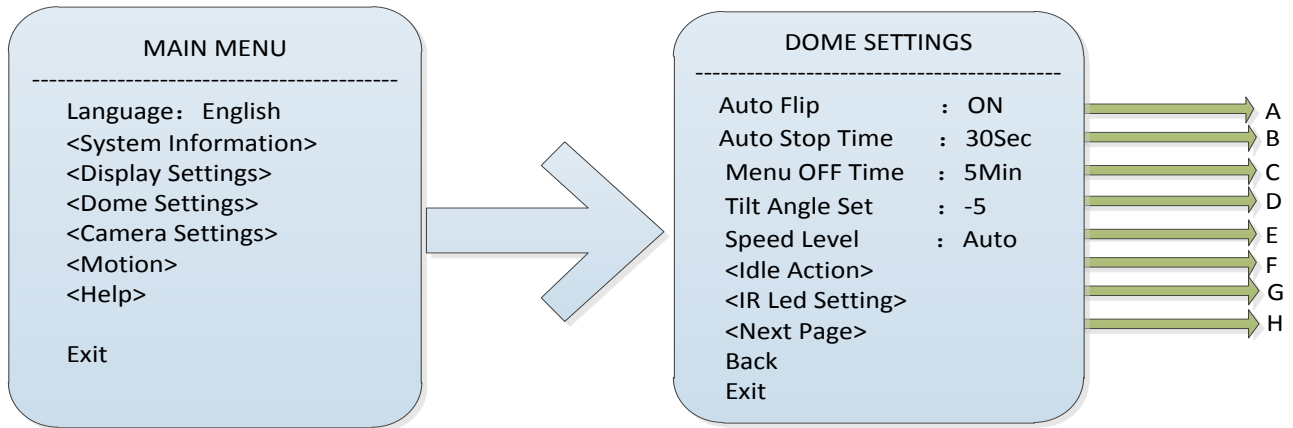 MAIN MENU
--------------------------------------------
Language： English
<System Information>
<Display Settings>
<Dome Settings>
<Camera Settings>
<Motion>
<Help>
Exit
DOME SETTINGS
--------------------------------------------
Auto Flip ： ON
Auto Stop Time ： 30Sec
Menu OFF Time ： 5Min
Tilt Angle Set ： -5
Speed Level ： Auto
<Idle Action>
<IR Led Setting>
<Next Page>
Back
Exit
A
B
C
D
E
F
G
H